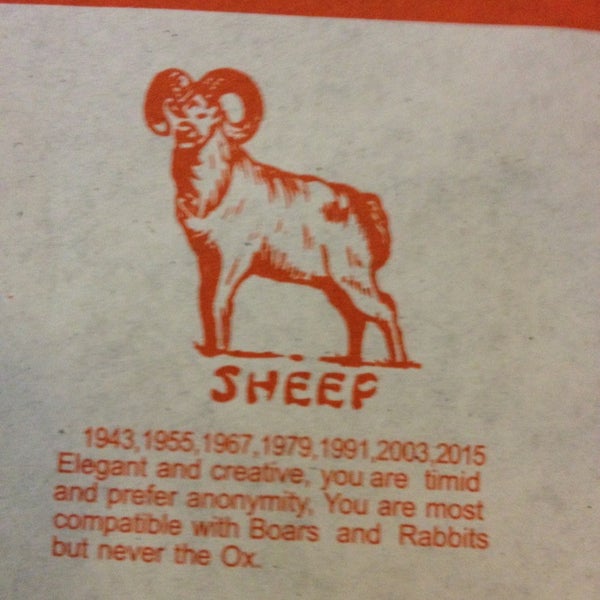 SHEEP
1943,1955,1967,1979,1991,2003,2015
Elegant and creative, you are timid
and prefer anonymity, You are most
compatible with Boars and Rabbits
but never the Ox.